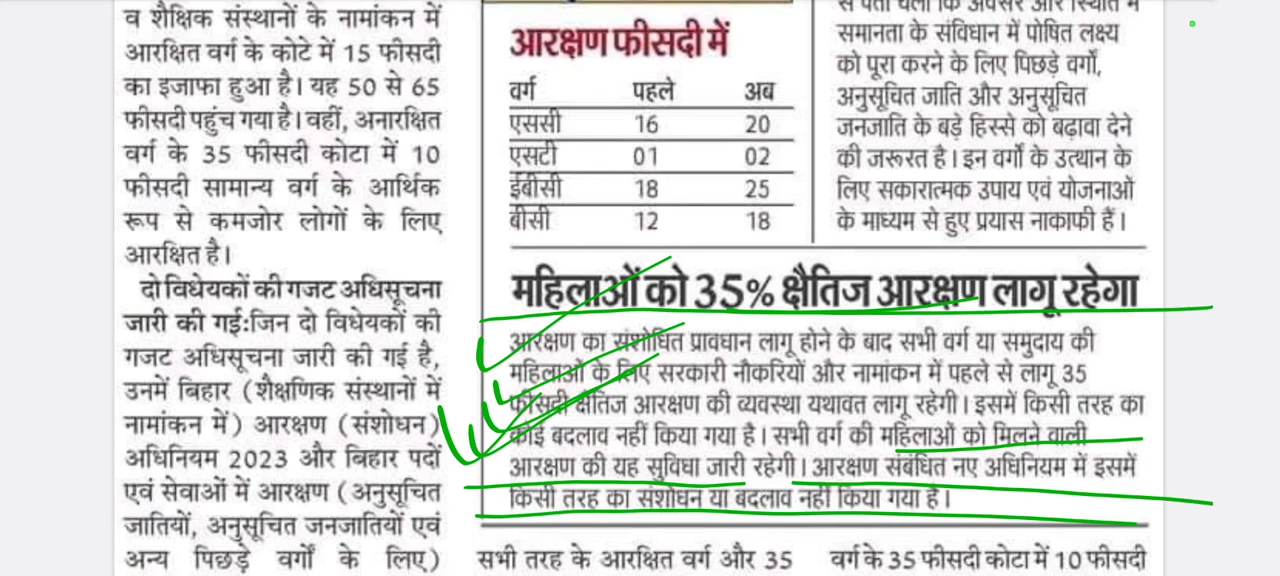 व शैक्षिक संस्थानों के नामांकन में
आरक्षित वर्ग के कोटे में 15 फीसदी
का इजाफा हुआ है। यह 50 से 65
फीसदी पहुंच गया है। वहीं, अनारक्षित
वर्ग के 35 फीसदी कोटा में 10
फीसदी सामान्य वर्ग के आर्थिक
रूप से कमजोर लोगों के लिए
आरक्षित है।
दो विधेयकों की गजट अधिसूचना
जारी की गई:जिन दो विधेयकों की
गजट अधिसूचना जारी की गई है,
उनमें बिहार (शैक्षणिक संस्थानों में
नामांकन में) आरक्षण (संशोधन)
अधिनियम 2023 और बिहार पदों
एवं सेवाओं में आरक्षण (अनुसूचित
जातियों, अनुसूचित जनजातियों एवं
अन्य पिछड़े वर्गों के लिए)
आरक्षण फीसदी में
वर्ग पहले अब
एससी 16 20
एसटी 01 02
ईबीसी 18 25
बीसी 12 18
से पता चला कि अवसर और स्थिति में
समानता के संविधान में पोषित लक्ष्य
को पूरा करने के लिए पिछड़े वर्गों,
अनुसूचित जाति और अनुसूचित
जनजाति के बड़े हिस्से को बढ़ावा देने
की जरूरत है। इन वर्गों के उत्थान के
लिए सकारात्मक उपाय एवं योजनाओं
के माध्यम से हुए प्रयास नाकाफी हैं।
महिलाओं को 35% क्षैतिज आरक्षण लागू रहेगा
आरक्षण का संशोधित प्रावधान लागू होने के बाद सभी वर्ग या समुदाय की
महिलाओं के लिए सरकारी नौकरियों और नामांकन में पहले से लागू 35
फीसदी क्षैतिज आरक्षण की व्यवस्था यथावत लागू रहेगी। इसमें किसी तरह का
कोई बदलाव नहीं किया गया है। सभी वर्ग की महिलाओं को मिलने वाली
आरक्षण की यह सुविधा जारी रहेगी। आरक्षण संबंधित नए अधिनियम में इसमें
किसी तरह का संशोधन या बदलाव नहीं किया गया है।
सभी तरह के आरक्षित वर्ग और 35
वर्ग के 35 फीसदी कोटा में 10 फीसदी